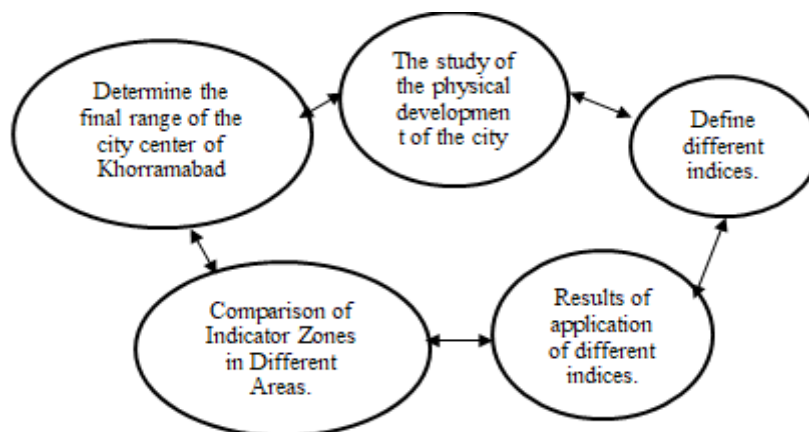 Determine the
final range of the
city center of
Khorramabad
The study of
the physical
developmen
t of the city
Define
different
indices.
Comparison of
Indicator Zones
in Different
Areas.
Results of
application
of different
indices.